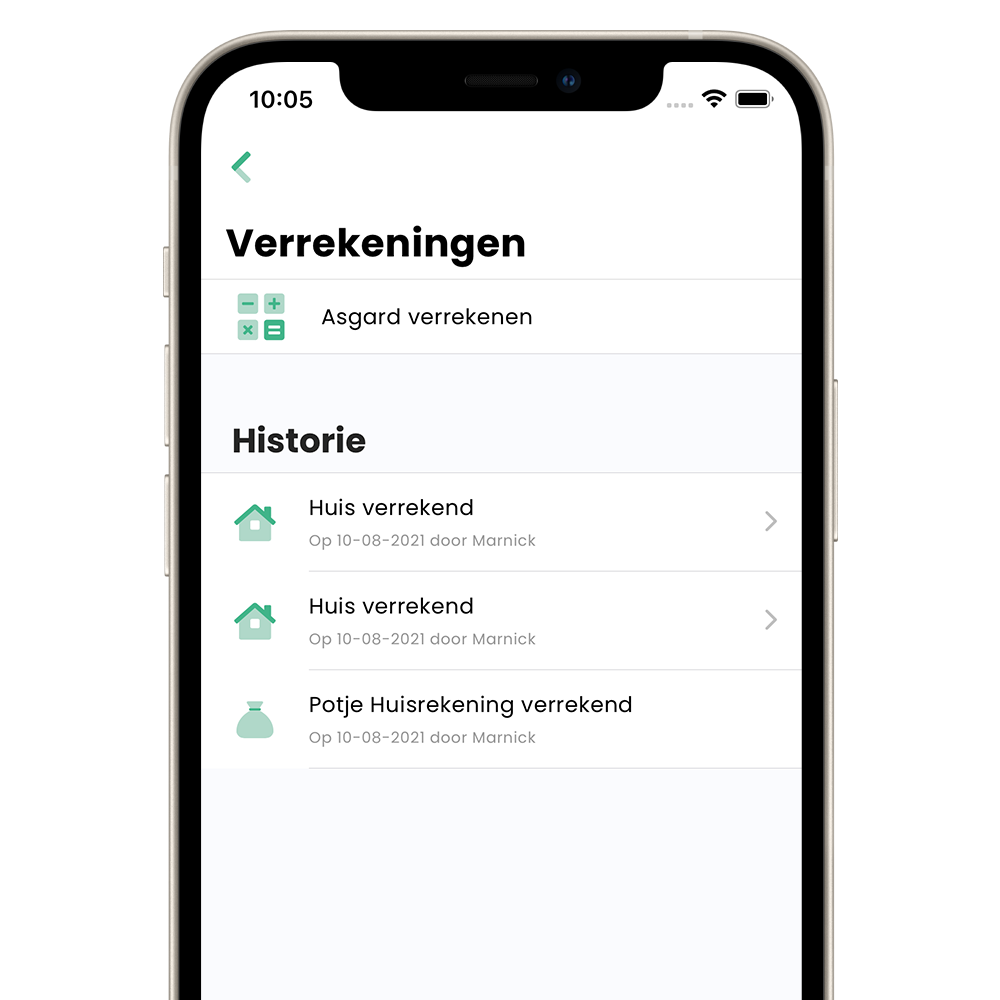 10:05
Verrekeningen
Asgard verrekenen
Historie
Huis verrekend
Op 10-08-2021 door Marnick
Huis verrekend
Op 10-08-2021 door Marnick
Potje Huisrekening verrekend
Op 10-08-2021 door Marnick